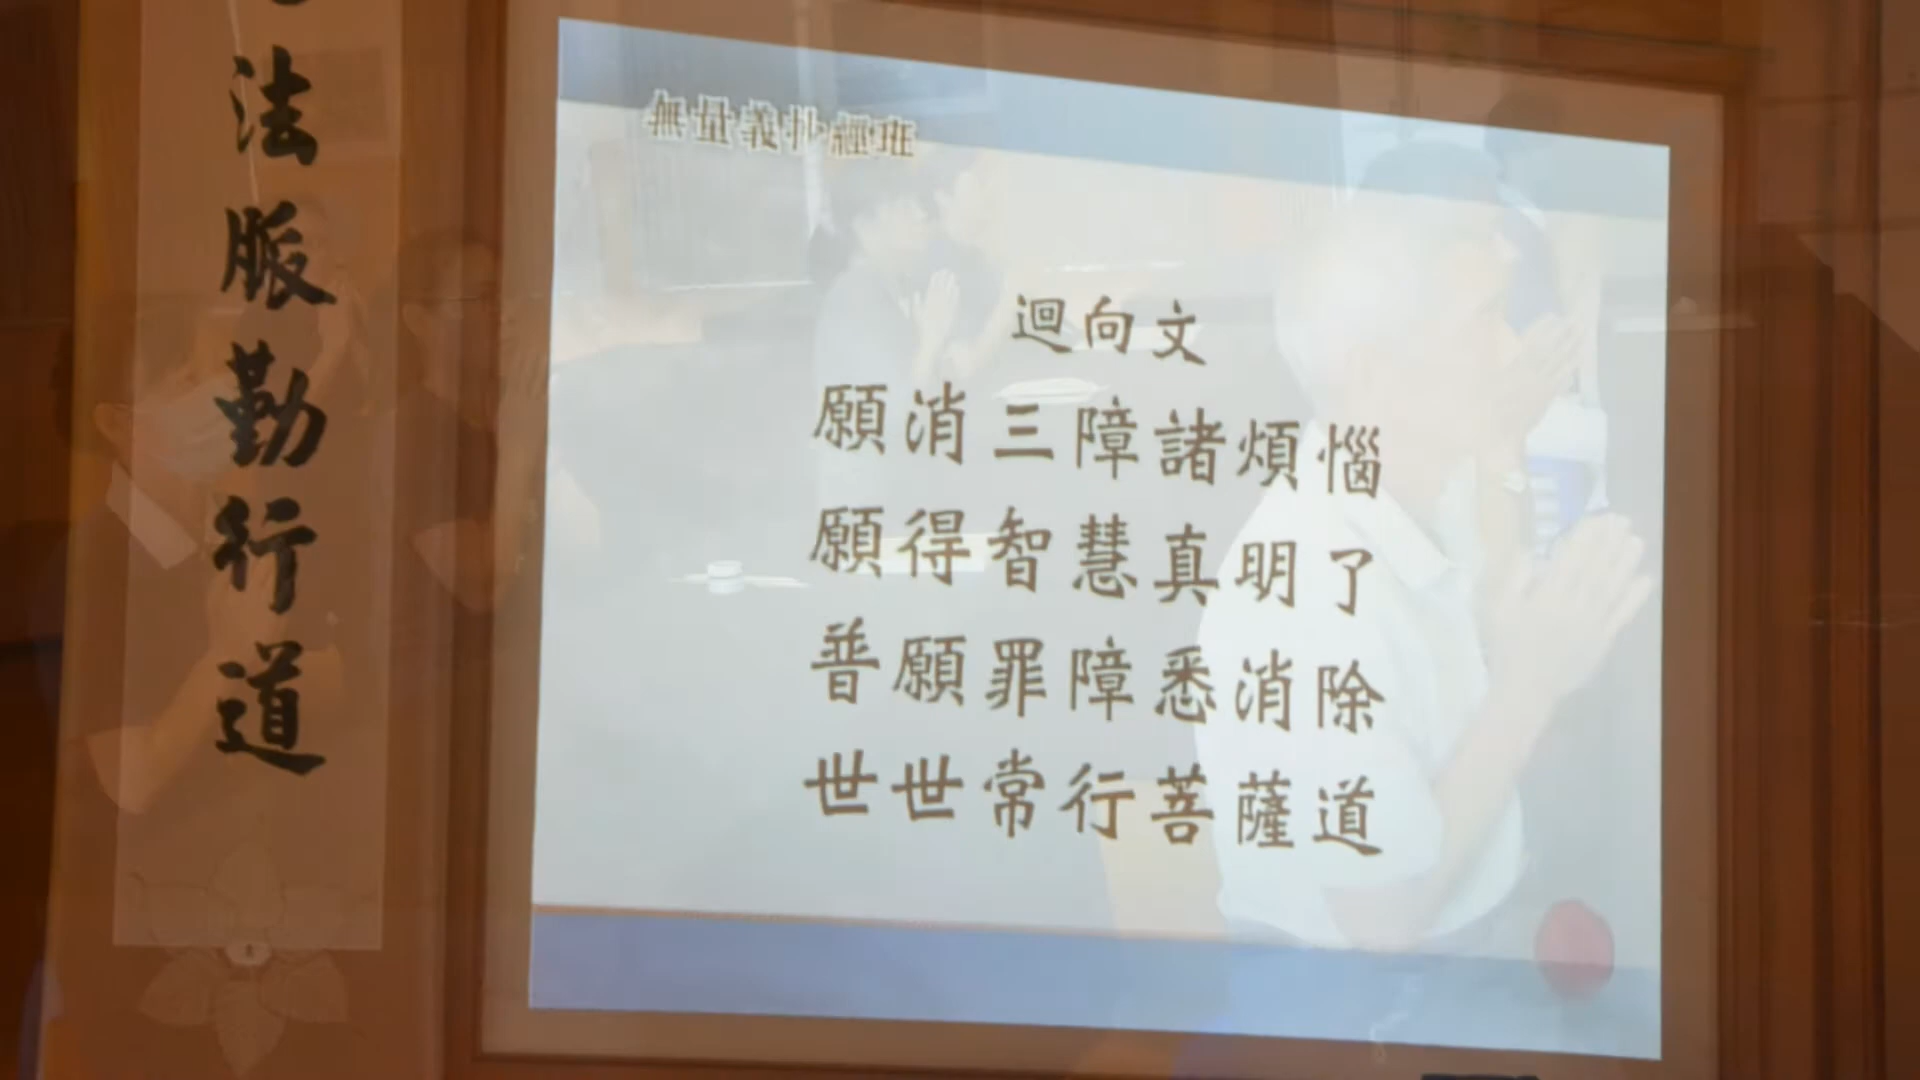 法脈勤行道
無量義抄經班
迴向文
願消三障諸煩惱
願得智慧真明了
普願罪障悉消除
世世常行菩薩道